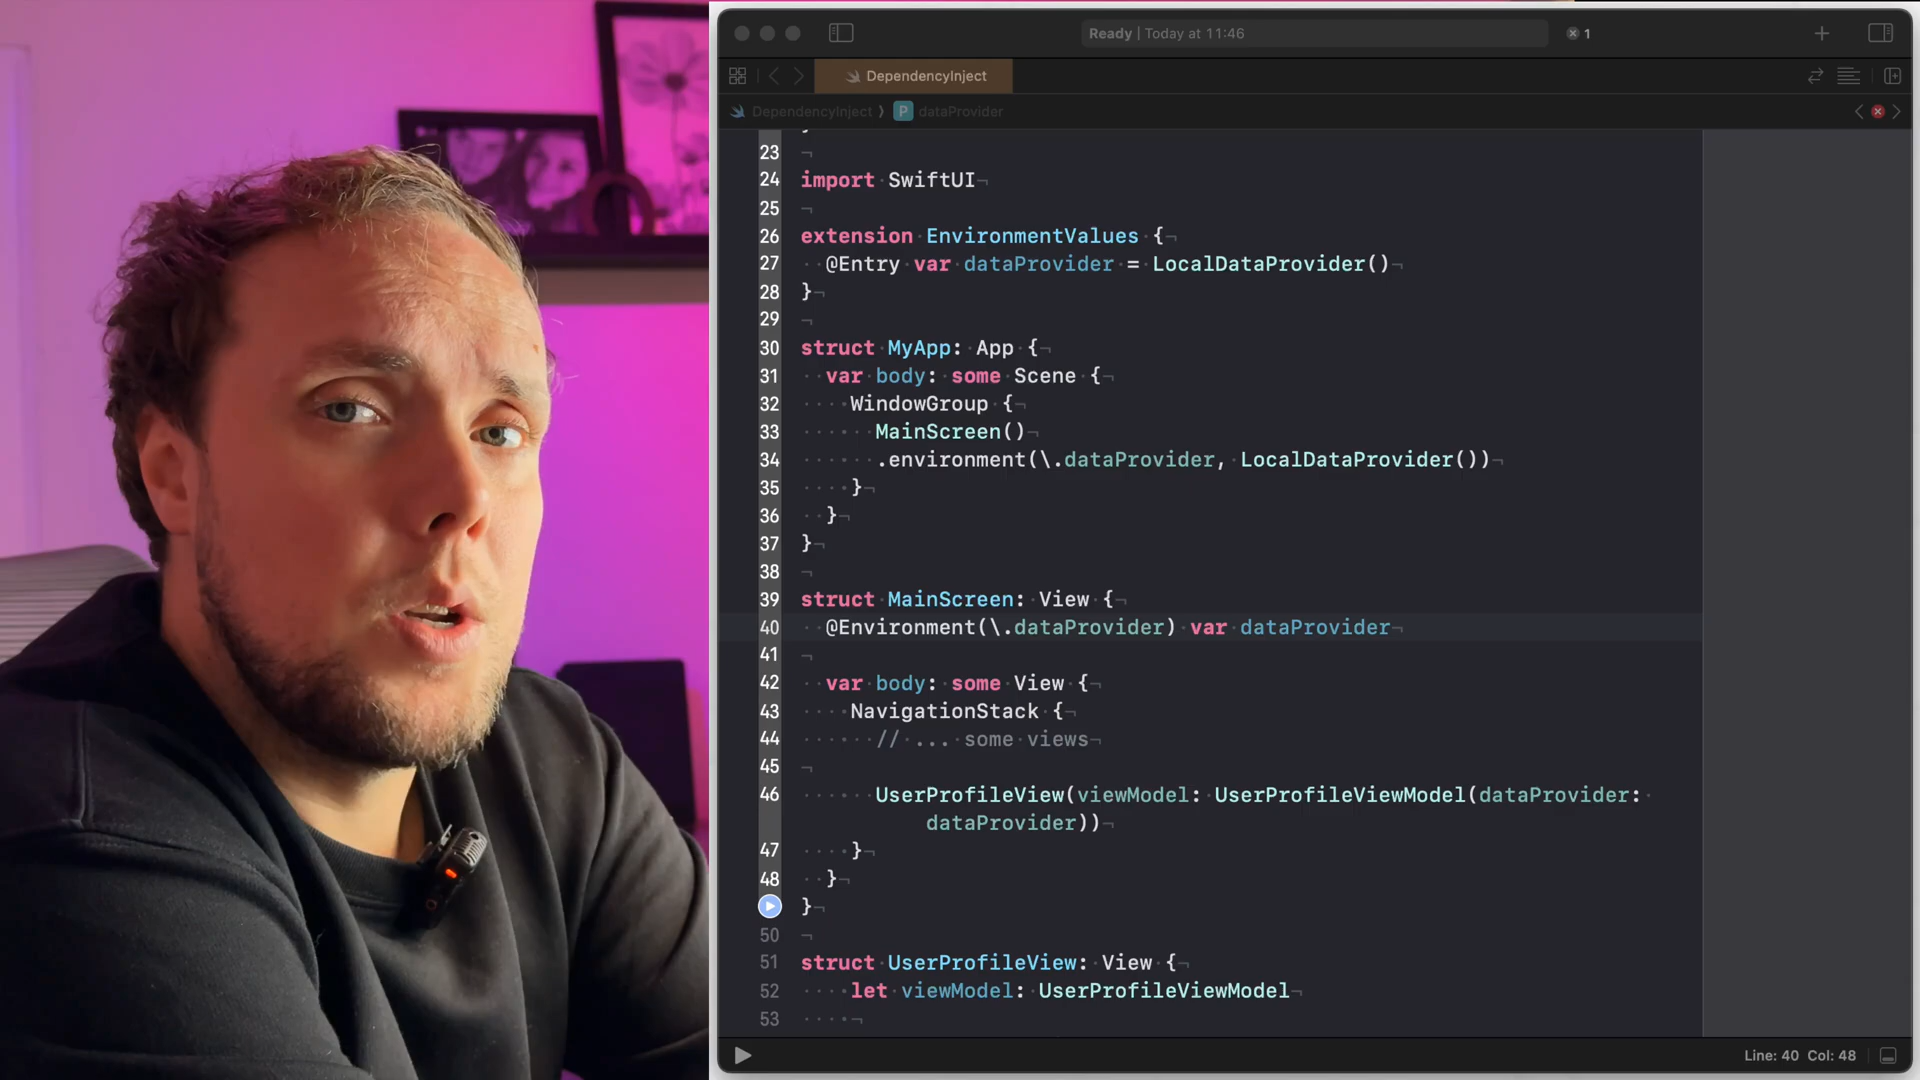 Ready | Today at 11:46
1
DependencyInject
DependencyInject
P
dataProvider
23
24 import SwiftUI
25
26 extension EnvironmentValues {
27 @Entry var dataProvider = LocalDataProvider()
28 }
29
30 struct MyApp: App {
31 var body: some Scene {
32 WindowGroup {
33 MainScreen()
34 .environment(\.dataProvider, LocalDataProvider())
35 }
36 }
37 }
38
39 struct MainScreen: View {
40 @Environment(\.dataProvider) var dataProvider
41
42 var body: some View {
43 NavigationStack {
44 // ... some views
45
46 UserProfileView(viewModel: UserProfileViewModel(dataProvider:
dataProvider))
47 }
48 }
}
50
51 struct UserProfileView: View {
52 let viewModel: UserProfileViewModel
53
Line: 40 Col: 48